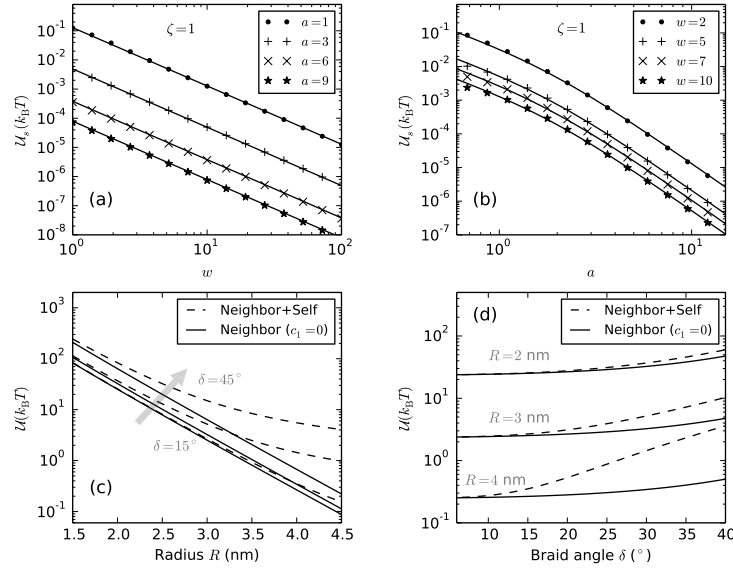 10⁻¹
10⁻²
10⁻³
10⁻⁴
10⁻⁵
10⁻⁶
10⁻⁷
10⁻⁸
𝒰ₛ (k_BT)
ζ=1
a=1
a=3
a=6
a=9
(a)
10⁰ 10¹ 10²
w
10⁰
10⁻¹
10⁻²
10⁻³
10⁻⁴
10⁻⁵
10⁻⁶
10⁻⁷
𝒰ₛ (k_BT)
ζ=1
w=2
w=5
w=7
w=10
(b)
10⁰ 10¹
a
10³
10²
10¹
10⁰
10⁻¹
𝒰(k_BT)
Neighbor+Self
Neighbor (c₁=0)
δ=45°
δ=15°
(c)
1.5 2.0 2.5 3.0 3.5 4.0 4.5
Radius R (nm)
10²
10¹
10⁰
10⁻¹
𝒰(k_BT)
(d)
Neighbor+Self
Neighbor (c₁=0)
R=2 nm
R=3 nm
R=4 nm
10 15 20 25 30 35 40
Braid angle δ (°)